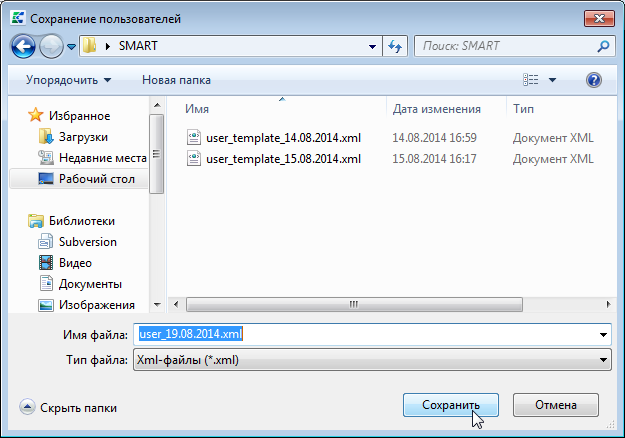 Сохранение пользователей
SMART
Поиск: SMART
Упорядочить
Новая папка
Избранное
Загрузки
Недавние места
Рабочий стол
Библиотеки
Subversion
Видео
Документы
Изображения
Имя Дата изменения Тип
user_template_14.08.2014.xml 14.08.2014 16:59 Документ XML
user_template_15.08.2014.xml 15.08.2014 16:17 Документ XML
Имя файла: user_19.08.2014.xml
Тип файла: Xml-файлы (*.xml)
Скрыть папки
Сохранить
Отмена